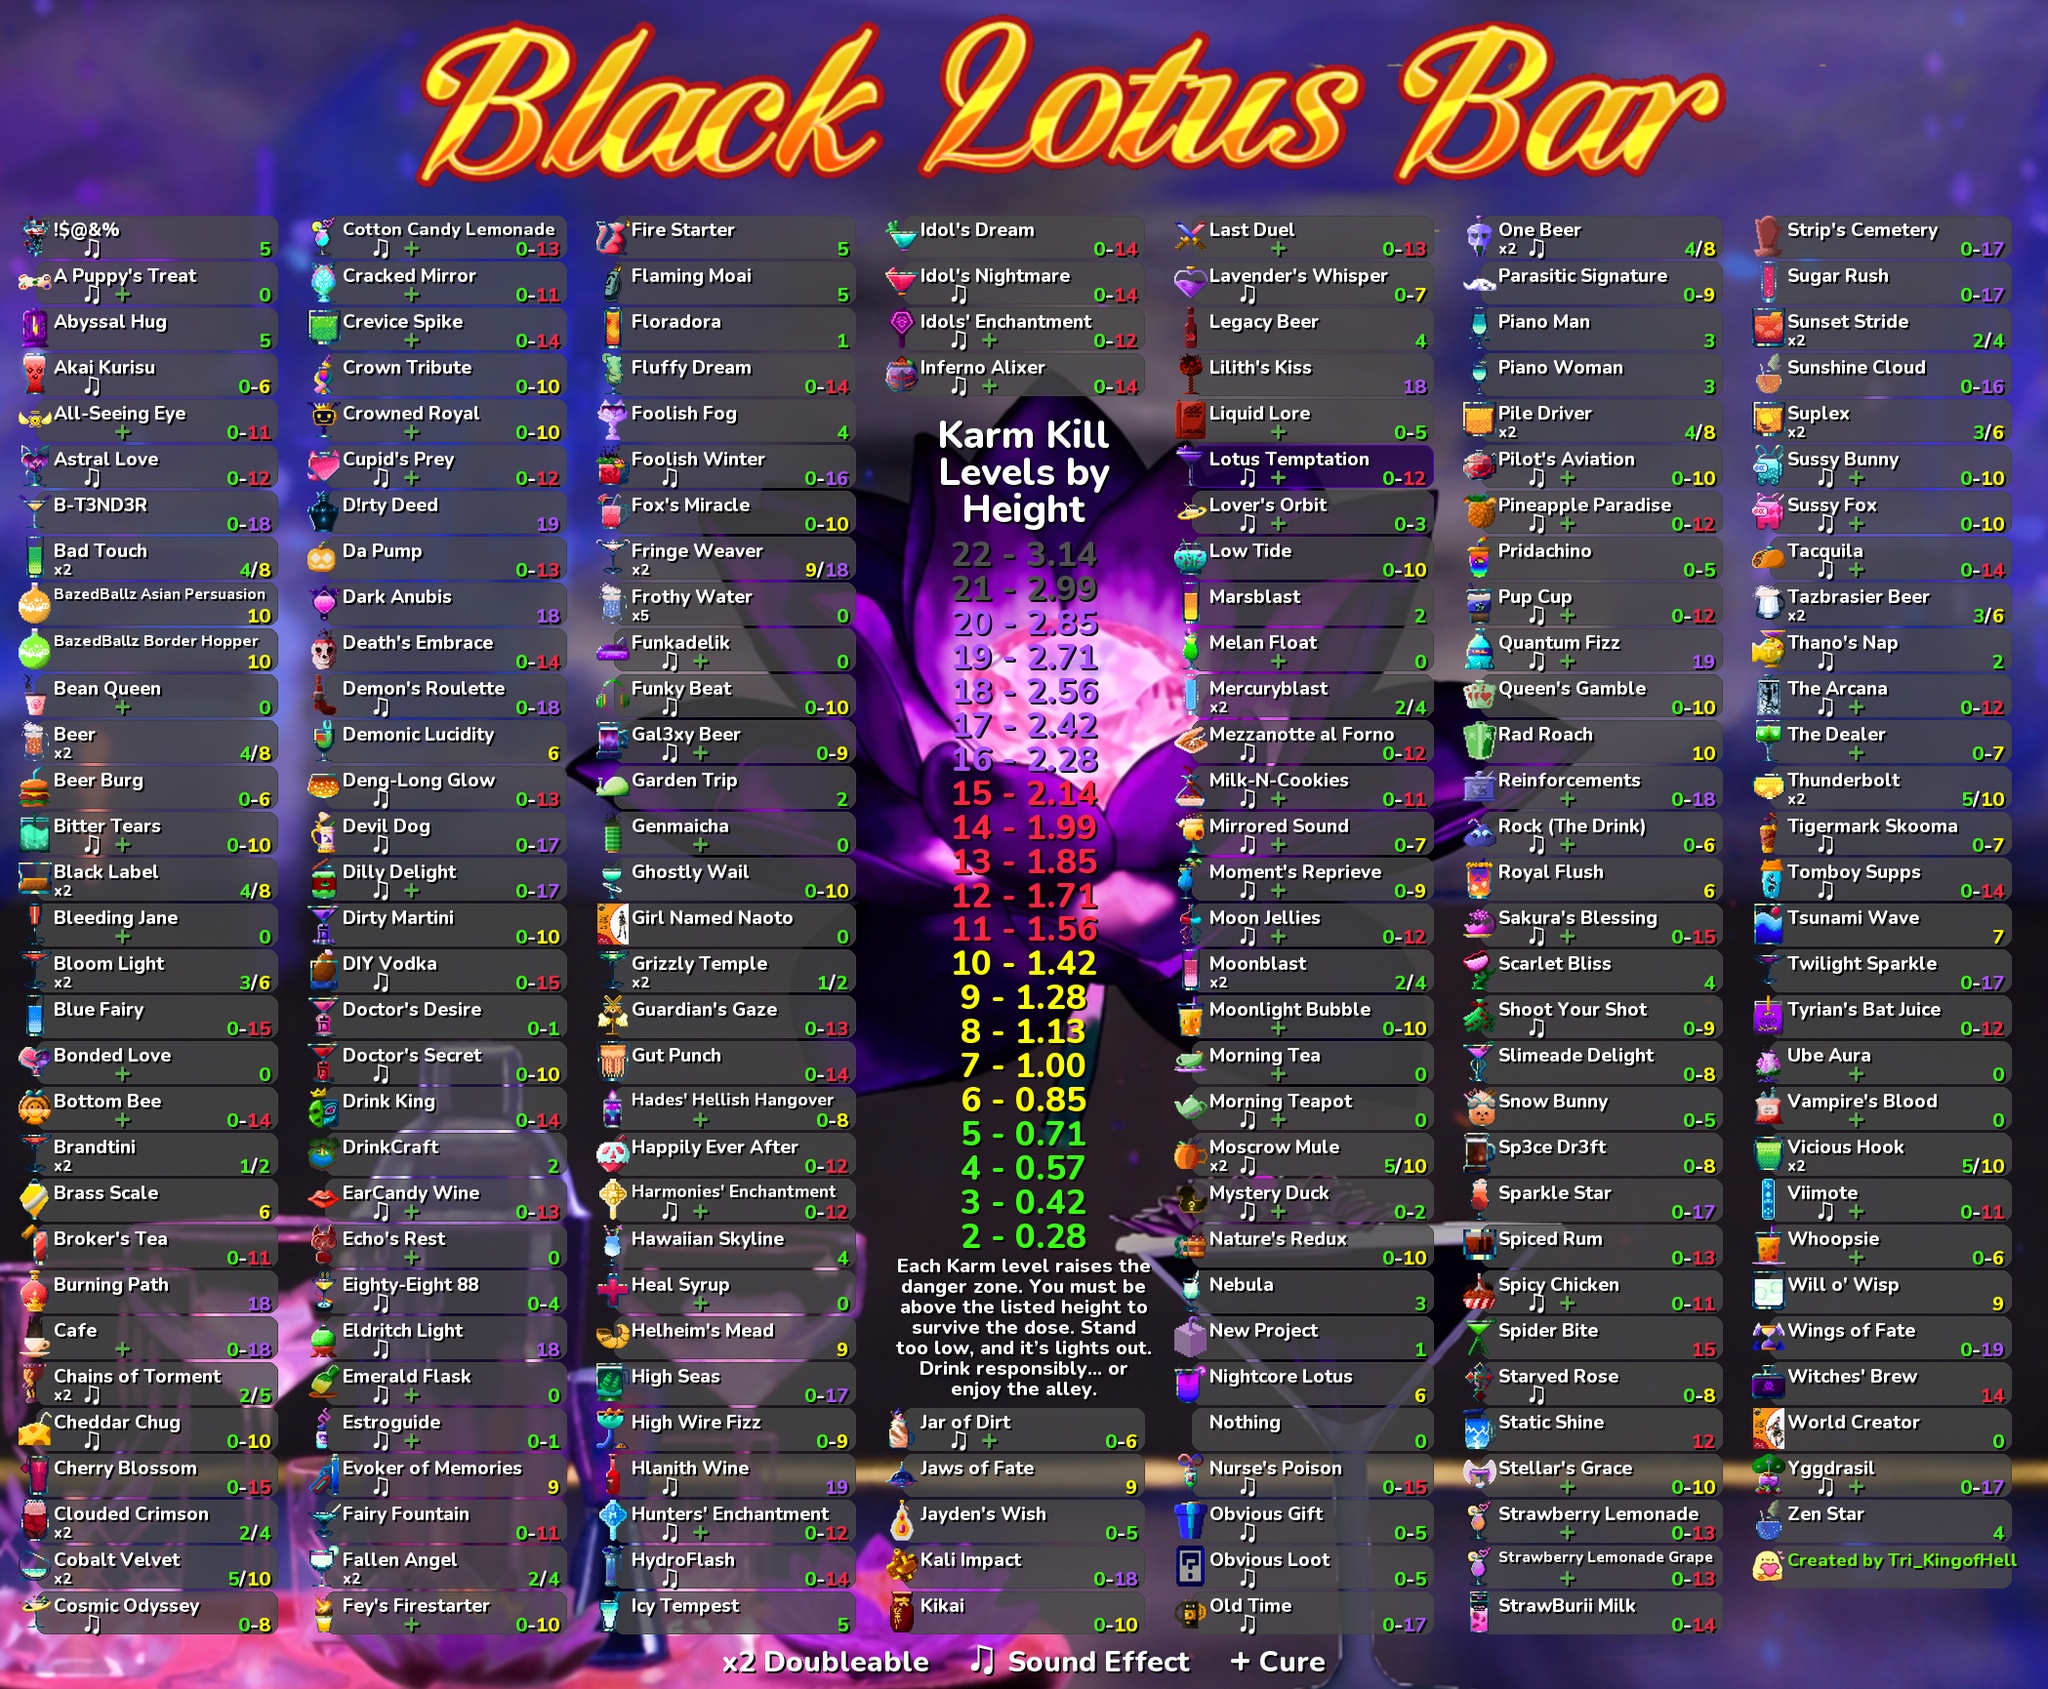 Black Lotus Bar
!$@&%
♫ 5
A Puppy's Treat
♫ + 0
Abyssal Hug
5
Akai Kurisu
♫ 0-6
All-Seeing Eye
+ 0-11
Astral Love
♫ 0-12
B-T3ND3R
0-18
Bad Touch
x2 4/8
BazedBallz Asian Persuasion
10
BazedBallz Border Hopper
10
Bean Queen
+ 0
Beer
x2 4/8
Beer Burg
0-6
Bitter Tears
♫ + 0-10
Black Label
x2 4/8
Bleeding Jane
+ 0
Bloom Light
x2 3/6
Blue Fairy
0-15
Bonded Love
+ 0
Bottom Bee
+ 0-14
Brandtini
x2 1/2
Brass Scale
6
Broker's Tea
0-11
Burning Path
18
Cafe
+ 0-18
Chains of Torment
x2 ♫ 2/5
Cheddar Chug
♫ 0-10
Cherry Blossom
0-15
Clouded Crimson
x2 2/4
Cobalt Velvet
x2 5/10
Cosmic Odyssey
♫ 0-8
Cotton Candy Lemonade
♫ + 0-13
Cracked Mirror
+ 0-11
Crevice Spike
+ 0-14
Crown Tribute
0-10
Crowned Royal
+ 0-10
Cupid's Prey
♫ + 0-12
D!rty Deed
19
Da Pump
0-13
Dark Anubis
18
Death's Embrace
0-14
Demon's Roulette
♫ 0-18
Demonic Lucidity
6
Deng-Long Glow
♫ 0-13
Devil Dog
♫ 0-17
Dilly Delight
♫ + 0-17
Dirty Martini
0-10
DIY Vodka
♫ 0-15
Doctor's Desire
0-1
Doctor's Secret
♫ 0-10
Drink King
0-14
DrinkCraft
2
EarCandy Wine
♫ + 0-13
Echo's Rest
+ 0
Eighty-Eight 88
♫ 0-4
Eldritch Light
♫ 18
Emerald Flask
♫ + 0
Estroguide
♫ + 0-1
Evoker of Memories
♫ 9
Fairy Fountain
0-11
Fallen Angel
x2 2/4
Fey's Firestarter
+ 0-10
Fire Starter
5
Flaming Moai
5
Floradora
1
Fluffy Dream
0-14
Foolish Fog
4
Foolish Winter
♫ 0-16
Fox's Miracle
0-10
Fringe Weaver
x2 9/18
Frothy Water
x5 0
Funkadelik
♫ + 0
Funky Beat
♫ 0-10
Gal3xy Beer
♫ + 0-9
Garden Trip
2
Genmaicha
+ 0
Ghostly Wail
0-10
Girl Named Naoto
0
Grizzly Temple
x2 1/2
Guardian's Gaze
0-13
Gut Punch
0-14
Hades' Hellish Hangover
+ 0-8
Happily Ever After
0-12
Harmonies' Enchantment
♫ + 0-12
Hawaiian Skyline
4
Heal Syrup
+ 0
Helheim's Mead
9
High Seas
0-17
High Wire Fizz
0-9
Hlanith Wine
♫ 19
Hunters' Enchantment
♫ + 0-12
HydroFlash
♫ 0-14
Icy Tempest
5
Idol's Dream
0-14
Idol's Nightmare
♫ 0-14
Idols' Enchantment
♫ + 0-12
Inferno Alixer
♫ + 0-14
Karm Kill
Levels by
Height
22 - 3.14
21 - 2.99
20 - 2.85
19 - 2.71
18 - 2.56
17 - 2.42
16 - 2.28
15 - 2.14
14 - 1.99
13 - 1.85
12 - 1.71
11 - 1.56
10 - 1.42
9 - 1.28
8 - 1.13
7 - 1.00
6 - 0.85
5 - 0.71
4 - 0.57
3 - 0.42
2 - 0.28
Each Karm level raises the
danger zone. You must be
above the listed height to
survive the dose. Stand
too low, and it's lights out.
Drink responsibly... or
enjoy the alley.
Jar of Dirt
♫ + 0-6
Jaws of Fate
9
Jayden's Wish
0-5
Kali Impact
0-18
Kikai
0-10
Last Duel
+ 0-13
Lavender's Whisper
♫ 0-7
Legacy Beer
4
Lilith's Kiss
18
Liquid Lore
+ 0-5
Lotus Temptation
♫ + 0-12
Lover's Orbit
♫ + 0-3
Low Tide
0-10
Marsblast
2
Melan Float
+ 0
Mercuryblast
x2 2/4
Mezzanotte al Forno
♫ 0-12
Milk-N-Cookies
♫ + 0-11
Mirrored Sound
♫ + 0-7
Moment's Reprieve
♫ + 0-9
Moon Jellies
♫ + 0-12
Moonblast
x2 2/4
Moonlight Bubble
+ 0-10
Morning Tea
+ 0
Morning Teapot
♫ + 0
Moscrow Mule
x2 ♫ 5/10
Mystery Duck
♫ + 0-2
Nature's Redux
0-10
Nebula
3
New Project
1
Nightcore Lotus
6
Nothing
0
Nurse's Poison
♫ 0-15
Obvious Gift
♫ 0-5
Obvious Loot
♫ 0-5
Old Time
♫ 0-17
One Beer
x2 ♫ 4/8
Parasitic Signature
0-9
Piano Man
3
Piano Woman
3
Pile Driver
x2 4/8
Pilot's Aviation
♫ + 0-10
Pineapple Paradise
♫ + 0-12
Pridachino
0-5
Pup Cup
♫ + 0-12
Quantum Fizz
♫ + 19
Queen's Gamble
0-10
Rad Roach
10
Reinforcements
+ 0-18
Rock (The Drink)
♫ + 0-6
Royal Flush
6
Sakura's Blessing
♫ + 0-15
Scarlet Bliss
4
Shoot Your Shot
♫ 0-9
Slimeade Delight
0-8
Snow Bunny
0-5
Sp3ce Dr3ft
0-8
Sparkle Star
0-17
Spiced Rum
0-13
Spicy Chicken
♫ + 0-11
Spider Bite
15
Starved Rose
♫ 0-8
Static Shine
12
Stellar's Grace
+ 0-10
Strawberry Lemonade
+ 0-13
Strawberry Lemonade Grape
+ 0-13
StrawBurii Milk
0-14
Strip's Cemetery
0-17
Sugar Rush
0-17
Sunset Stride
x2 2/4
Sunshine Cloud
0-16
Suplex
x2 3/6
Sussy Bunny
♫ + 0-10
Sussy Fox
♫ + 0-10
Tacquila
♫ + 0-14
Tazbrasier Beer
x2 3/6
Thano's Nap
♫ 2
The Arcana
♫ + 0-12
The Dealer
+ 0-7
Thunderbolt
x2 5/10
Tigermark Skooma
♫ 0-7
Tomboy Supps
♫ 0-14
Tsunami Wave
7
Twilight Sparkle
0-17
Tyrian's Bat Juice
0-12
Ube Aura
+ 0
Vampire's Blood
+ 0
Vicious Hook
x2 5/10
Viimote
♫ + 0-11
Whoopsie
+ 0-6
Will o' Wisp
9
Wings of Fate
0-19
Witches' Brew
14
World Creator
0
Yggdrasil
♫ + 0-17
Zen Star
4
Created by Tri_KingofHell
x2 Doubleable ♫ Sound Effect + Cure